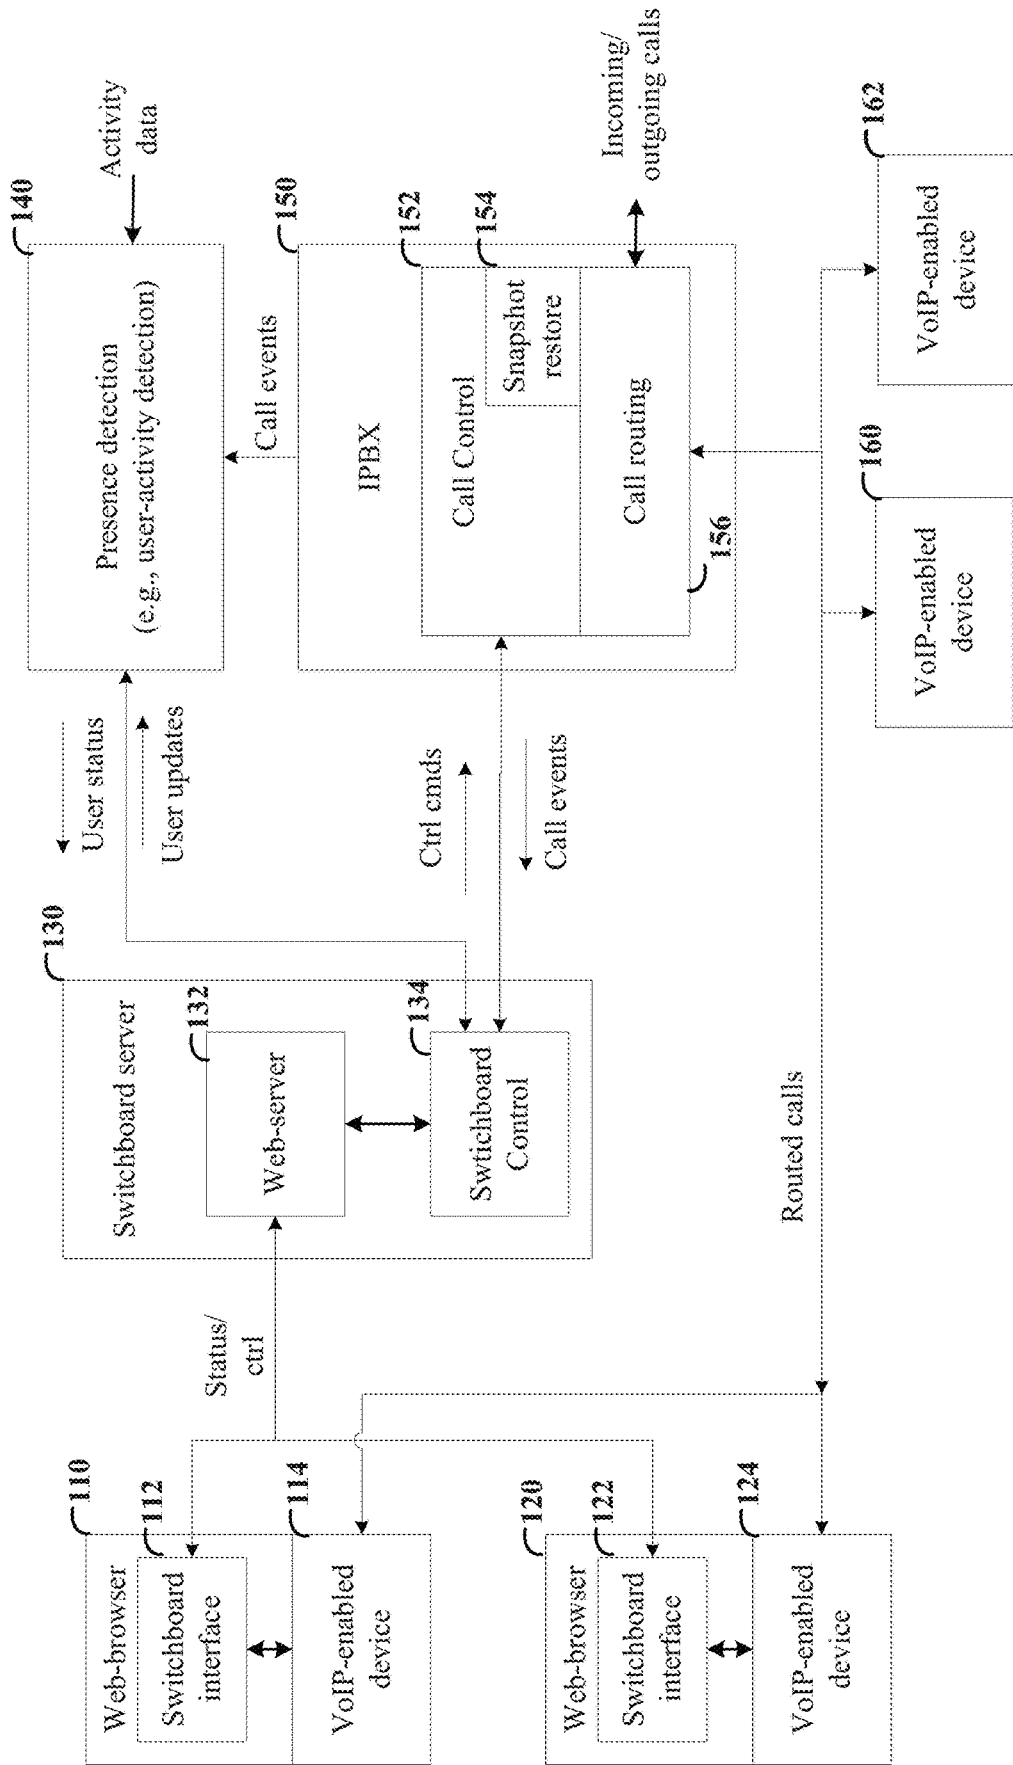 110
Web-browser
112
Switchboard
interface
114
VoIP-enabled
device
120
Web-browser
122
Switchboard
interface
124
VoIP-enabled
device
Status/
ctrl
130
Switchboard server
132
Web-server
134
Swtichboard
Control
User status
User updates
Ctrl cmds
Call events
Routed calls
140
Presence detection
(e.g., user-activity detection)
Activity
data
Call events
150
IPBX
152
Call Control
154
Snapshot
restore
Call routing
156
Incoming/
outgoing calls
160
VoIP-enabled
device
162
VoIP-enabled
device